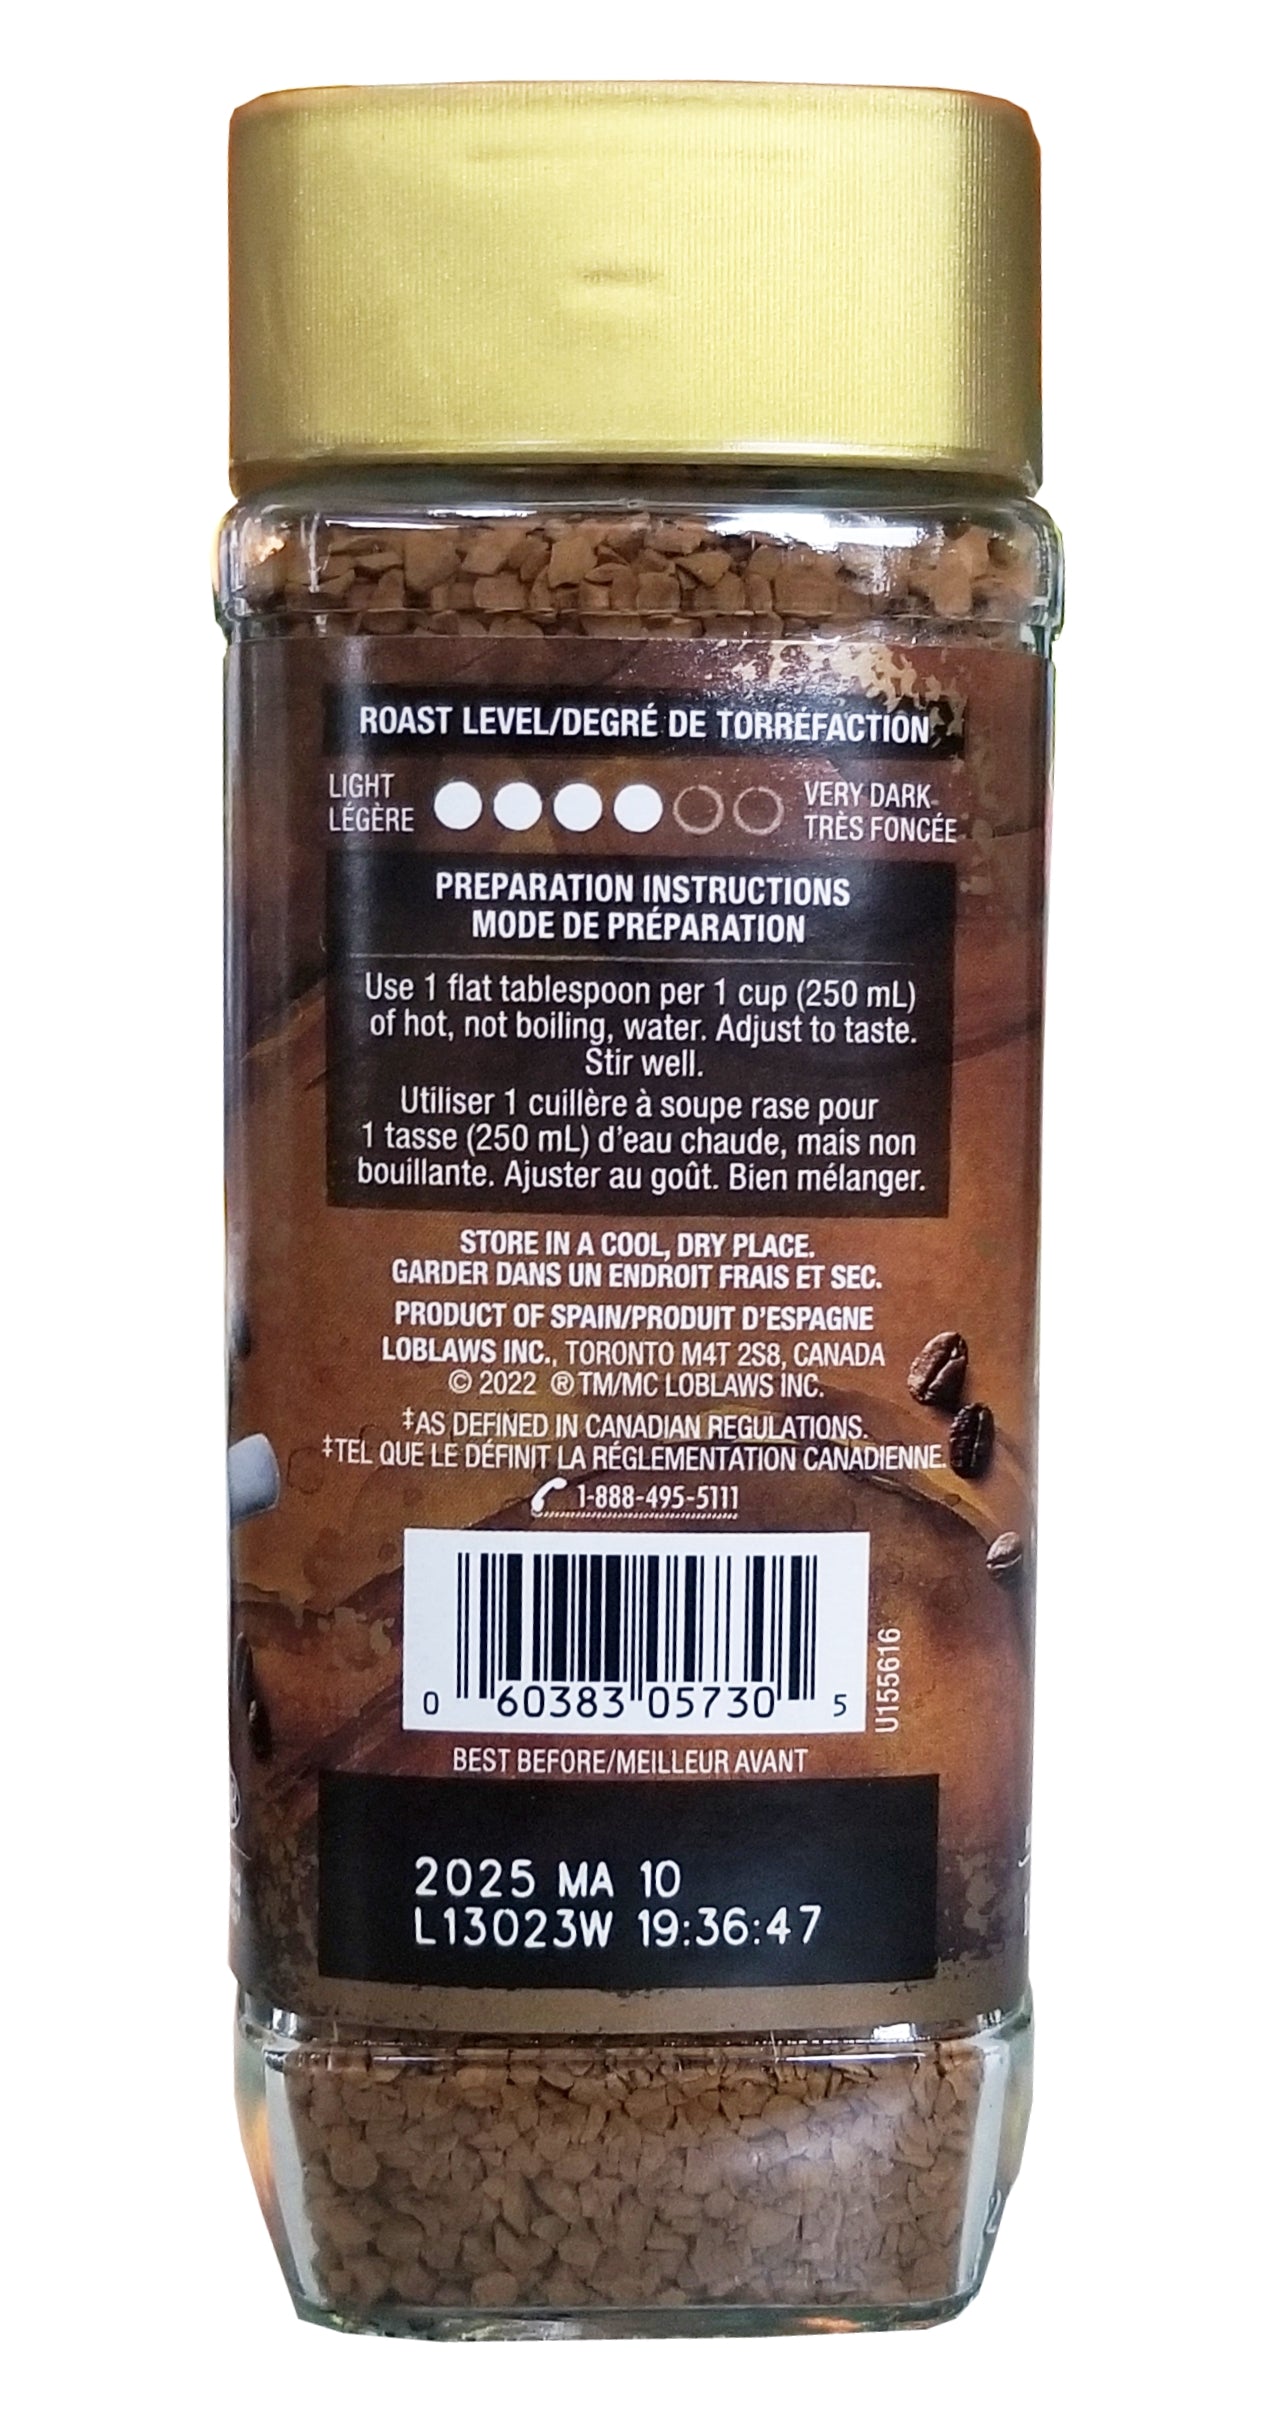 ROAST LEVEL/DEGRÉ DE TORRÉFACTION
LIGHT
LÉGÈRE
VERY DARK
TRÈS FONCÉE
PREPARATION INSTRUCTIONS
MODE DE PRÉPARATION
Use 1 flat tablespoon per 1 cup (250 mL)
of hot, not boiling, water. Adjust to taste.
Stir well.
Utiliser 1 cuillère à soupe rase pour
1 tasse (250 mL) d'eau chaude, mais non
bouillante. Ajuster au goût. Bien mélanger.
STORE IN A COOL, DRY PLACE.
GARDER DANS UN ENDROIT FRAIS ET SEC.
PRODUCT OF SPAIN/PRODUIT D'ESPAGNE
LOBLAWS INC., TORONTO M4T 2S8, CANADA
© 2022 ®TM/MC LOBLAWS INC.
‡AS DEFINED IN CANADIAN REGULATIONS.
‡TEL QUE LE DÉFINIT LA RÉGLEMENTATION CANADIENNE.
1-888-495-5111
0 60383 05730 5
U155616
BEST BEFORE/MEILLEUR AVANT
2025 MA 10
L13023W 19:36:47